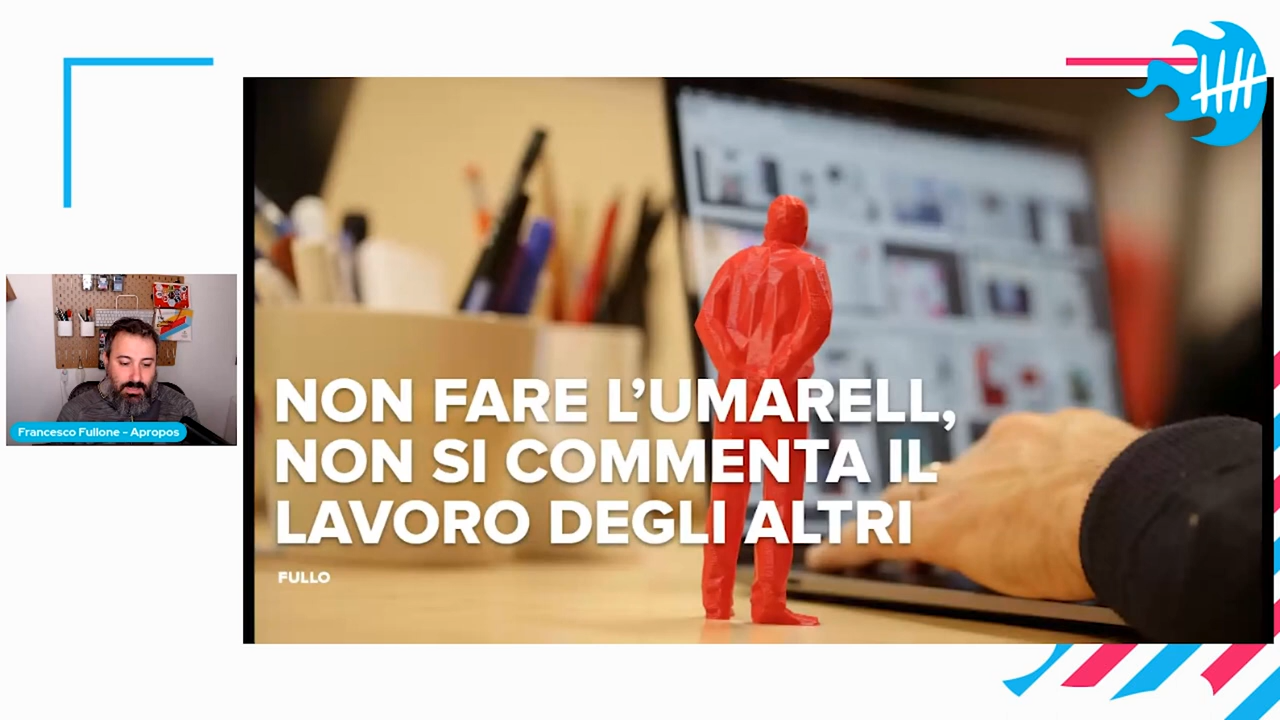 NON FARE L’UMARELL,
NON SI COMMENTA IL
LAVORO DEGLI ALTRI
FULLO
Francesco Fullone - Apropos